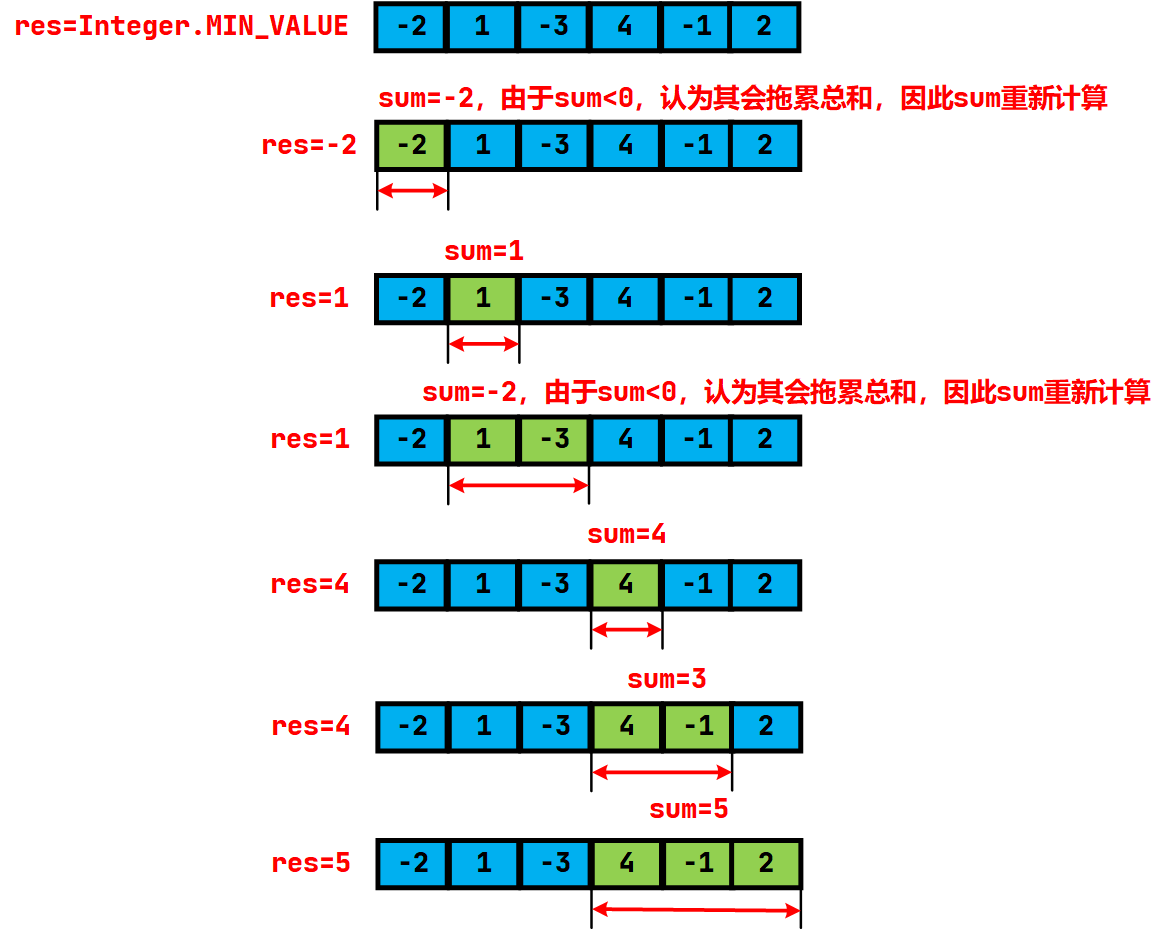 res=Integer.MIN_VALUE -2 1 -3 4 -1 2
sum=-2，由于sum<0，认为其会拖累总和，因此sum重新计算
res=-2 -2 1 -3 4 -1 2
sum=1
res=1 -2 1 -3 4 -1 2
sum=-2，由于sum<0，认为其会拖累总和，因此sum重新计算
res=1 -2 1 -3 4 -1 2
sum=4
res=4 -2 1 -3 4 -1 2
sum=3
res=4 -2 1 -3 4 -1 2
sum=5
res=5 -2 1 -3 4 -1 2